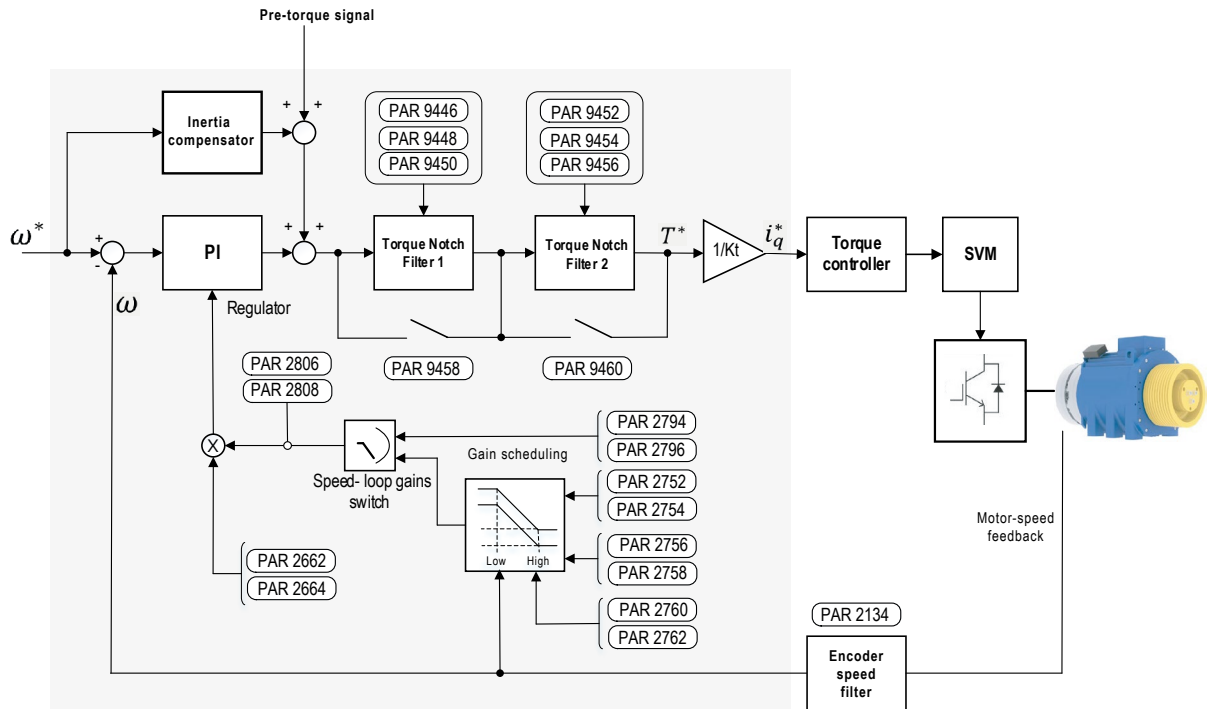 Pre-torque signal
Inertia
compensator
+
+
PAR 9446
PAR 9448
PAR 9450
PAR 9452
PAR 9454
PAR 9456
ω*
+
-
ω
PI
Regulator
+
+
Torque Notch
Filter 1
Torque Notch
Filter 2
T*
1/Kt
i*q
Torque
controller
SVM
PAR 9458
PAR 9460
PAR 2806
PAR 2808
X
Speed- loop gains
switch
Gain scheduling
Low
High
PAR 2794
PAR 2796
PAR 2752
PAR 2754
PAR 2756
PAR 2758
PAR 2760
PAR 2762
PAR 2662
PAR 2664
Motor-speed
feedback
PAR 2134
Encoder
speed
filter